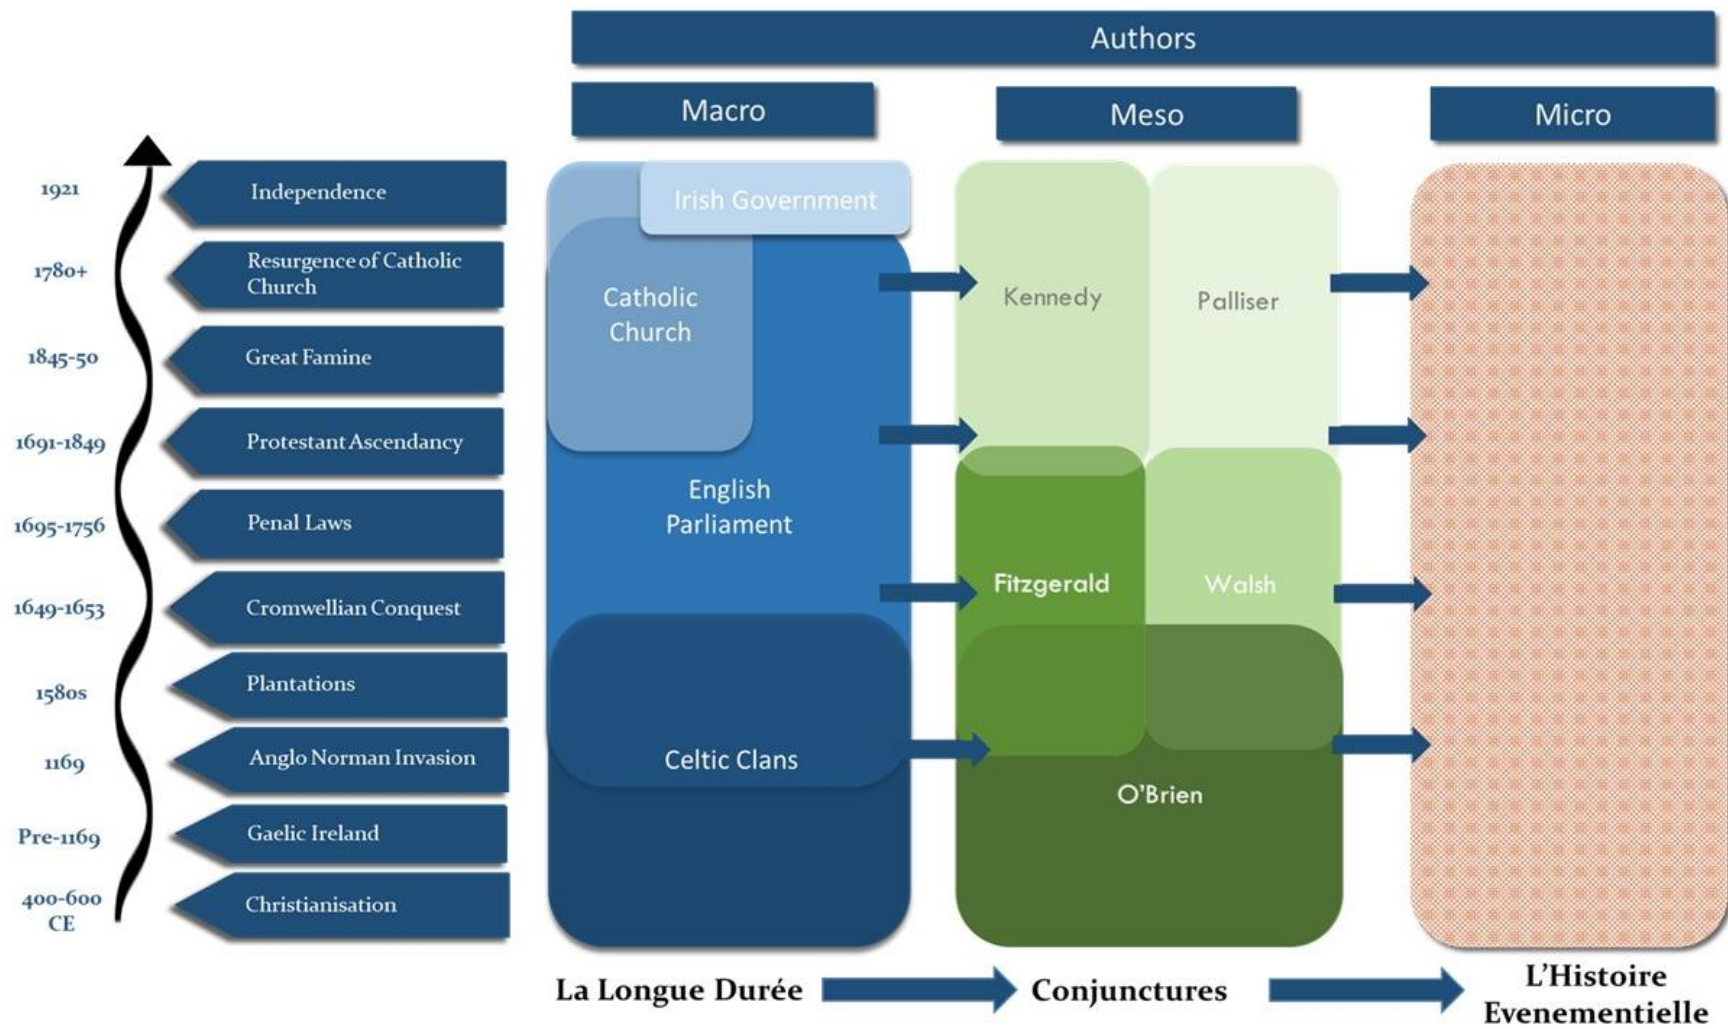 Authors
Macro
Meso
Micro
1921
Independence
1780+
Resurgence of Catholic
Church
1845-50
Great Famine
1691-1849
Protestant Ascendancy
1695-1756
Penal Laws
1649-1653
Cromwellian Conquest
1580s
Plantations
1169
Anglo Norman Invasion
Pre-1169
Gaelic Ireland
400-600
CE
Christianisation
Irish Government
Catholic
Church
English
Parliament
Celtic Clans
Kennedy
Palliser
Fitzgerald
Walsh
O'Brien
La Longue Durée
Conjunctures
L'Histoire
Evenementielle